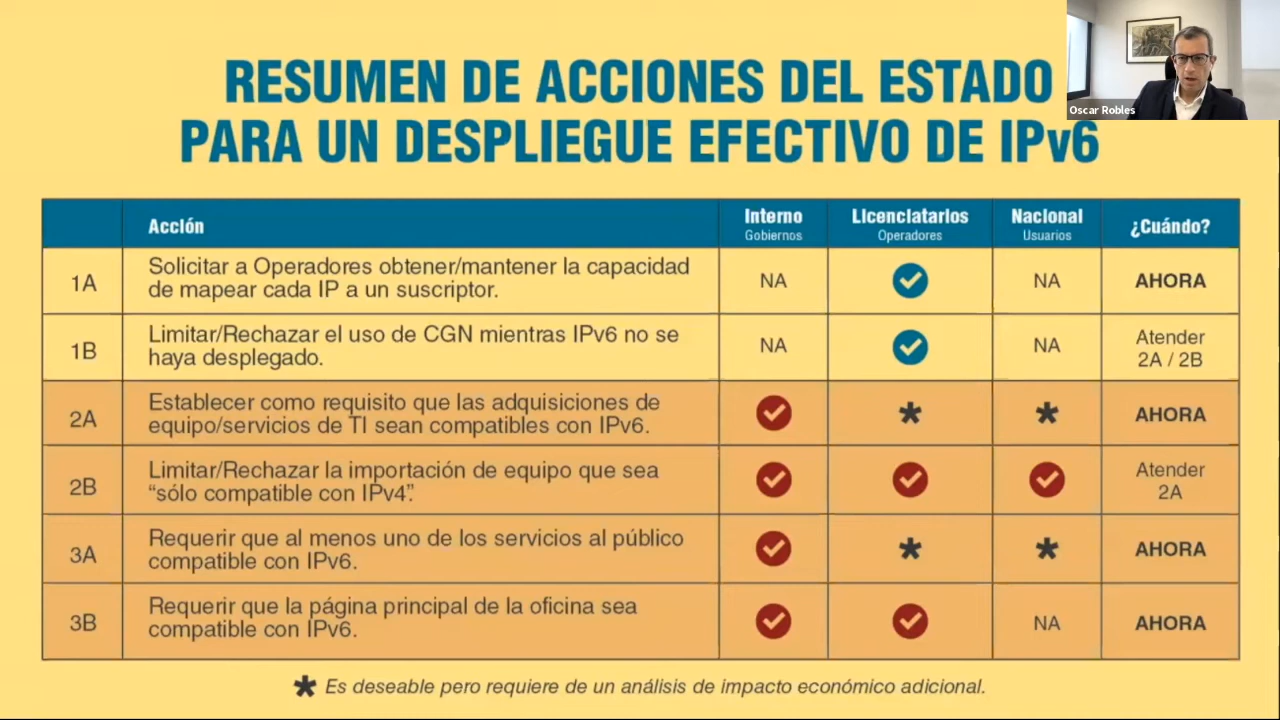 RESUMEN DE ACCIONES DEL ESTADO
PARA UN DESPLIEGUE EFECTIVO DE IPv6
Oscar Robles
Acción
Interno
Gobiernos
Licenciatarios
Operadores
Nacional
Usuarios
¿Cuándo?
1A
Solicitar a Operadores obtener/mantener la capacidad
de mapear cada IP a un suscriptor.
NA
NA
AHORA
1B
Limitar/Rechazar el uso de CGN mientras IPv6 no se
haya desplegado.
NA
NA
Atender
2A / 2B
2A
Establecer como requisito que las adquisiciones de
equipo/servicios de TI sean compatibles con IPv6.
*
*
AHORA
2B
Limitar/Rechazar la importación de equipo que sea
“sólo compatible con IPv4”.
Atender
2A
3A
Requerir que al menos uno de los servicios al público
compatible con IPv6.
*
*
AHORA
3B
Requerir que la página principal de la oficina sea
compatible con IPv6.
NA
AHORA
* Es deseable pero requiere de un análisis de impacto económico adicional.